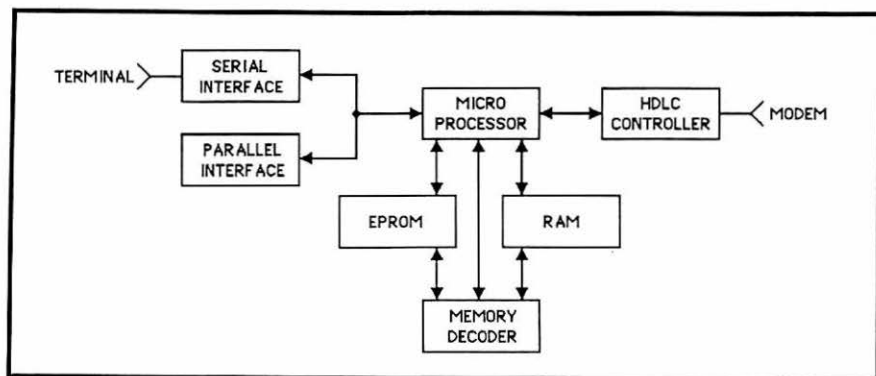 TERMINAL
SERIAL
INTERFACE
MICRO
PROCESSOR
HDLC
CONTROLLER
MODEM
PARALLEL
INTERFACE
EPROM
RAM
MEMORY
DECODER